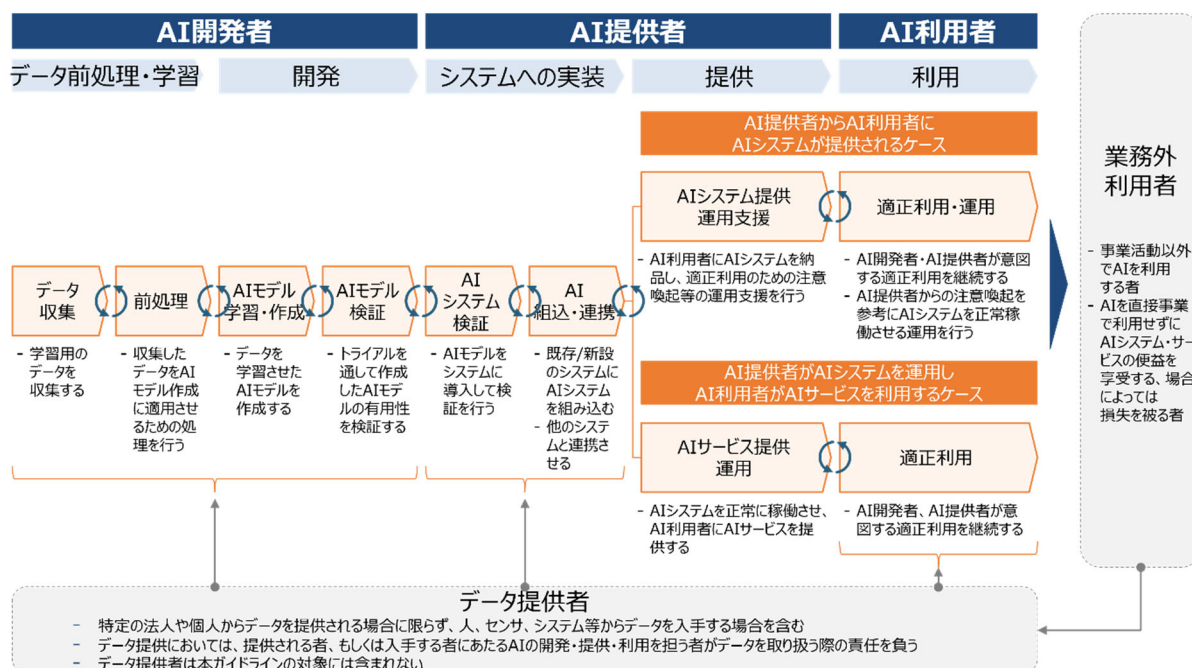 AI開発者
AI提供者
AI利用者
データ前処理・学習
開発
システムへの実装
提供
利用
AI提供者からAI利用者に
AIシステムが提供されるケース
AIシステム提供
運用支援
適正利用・運用
- AI利用者にAIシステムを納
品し、適正利用のための注意
喚起等の運用支援を行う
- AI開発者・AI提供者が意図
する適正利用を継続する
- AI提供者からの注意喚起を
参考にAIシステムを正常稼
働させる運用を行う
データ
収集
前処理
AIモデル
学習・作成
AIモデル
検証
AI
システム
検証
AI
組込・連携
- 学習用の
データを
収集する
- 収集した
データをAI
モデル作成
に適用させ
るための処
理を行う
- データを
学習させた
AIモデルを
作成する
- トライアルを
通して作成
したAIモデ
ルの有用性
を検証する
- AIモデルを
システムに
導入して検
証を行う
- 既存/新設
のシステムに
AIシステム
を組み込む
- 他のシステ
ムと連携さ
せる
AI提供者がAIシステムを運用し
AI利用者がAIサービスを利用するケース
AIサービス提供
運用
適正利用
- AIシステムを正常に稼働させ、
AI利用者にAIサービスを提
供する
- AI開発者、AI提供者が意
図する適正利用を継続する
業務外
利用者
- 事業活動以外
でAIを利用
する者
- AIを直接事業
で利用せずに
AIシステム・サー
ビスの便益を
享受する、場合
によっては
損失を被る者
データ提供者
- 特定の法人や個人からデータを提供される場合に限らず、人、センサ、システム等からデータを入手する場合を含む
- データ提供においては、提供される者、もしくは入手する者にあたるAIの開発・提供・利用を担う者がデータを取り扱う際の責任を負う
- データ提供者は本ガイドラインの対象には含まれない